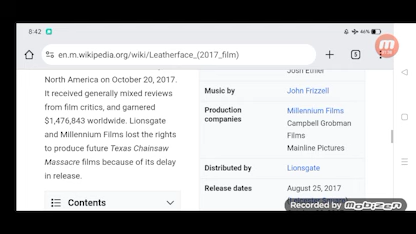 8:42
46%
en.m.wikipedia.org/wiki/Leatherface_(2017_film)
5
North America on October 20, 2017.
It received generally mixed reviews
from film critics, and garnered
$1,476,843 worldwide. Lionsgate
and Millennium Films lost the rights
to produce future Texas Chainsaw
Massacre films because of its delay
in release.
Contents
Josh Ethier
Music by John Frizzell
Production companies
Millennium Films
Campbell Grobman Films
Mainline Pictures
Distributed by Lionsgate
Release dates August 25, 2017
Recorded by mobizen